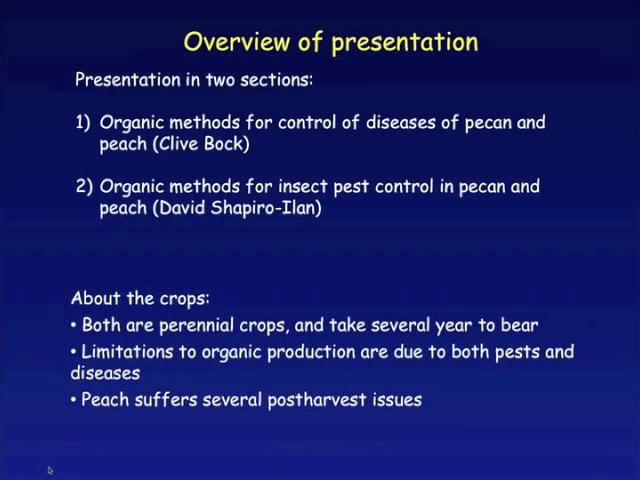 Overview of presentation
Presentation in two sections:
1) Organic methods for control of diseases of pecan and
peach (Clive Bock)
2) Organic methods for insect pest control in pecan and
peach (David Shapiro-Ilan)
About the crops:
• Both are perennial crops, and take several year to bear
• Limitations to organic production are due to both pests and
diseases
• Peach suffers several postharvest issues